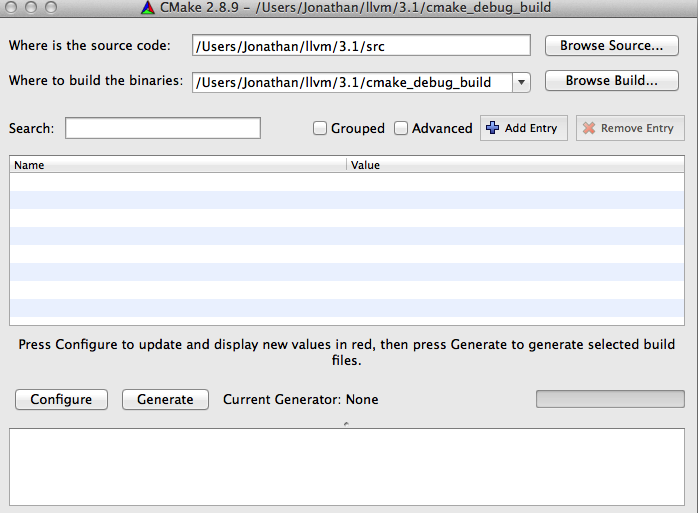 CMake 2.8.9 - /Users/Jonathan/llvm/3.1/cmake_debug_build
Where is the source code: /Users/Jonathan/llvm/3.1/src Browse Source...
Where to build the binaries: /Users/Jonathan/llvm/3.1/cmake_debug_build Browse Build...
Search: Grouped Advanced Add Entry Remove Entry
Name Value
Press Configure to update and display new values in red, then press Generate to generate selected build
files.
Configure Generate Current Generator: None